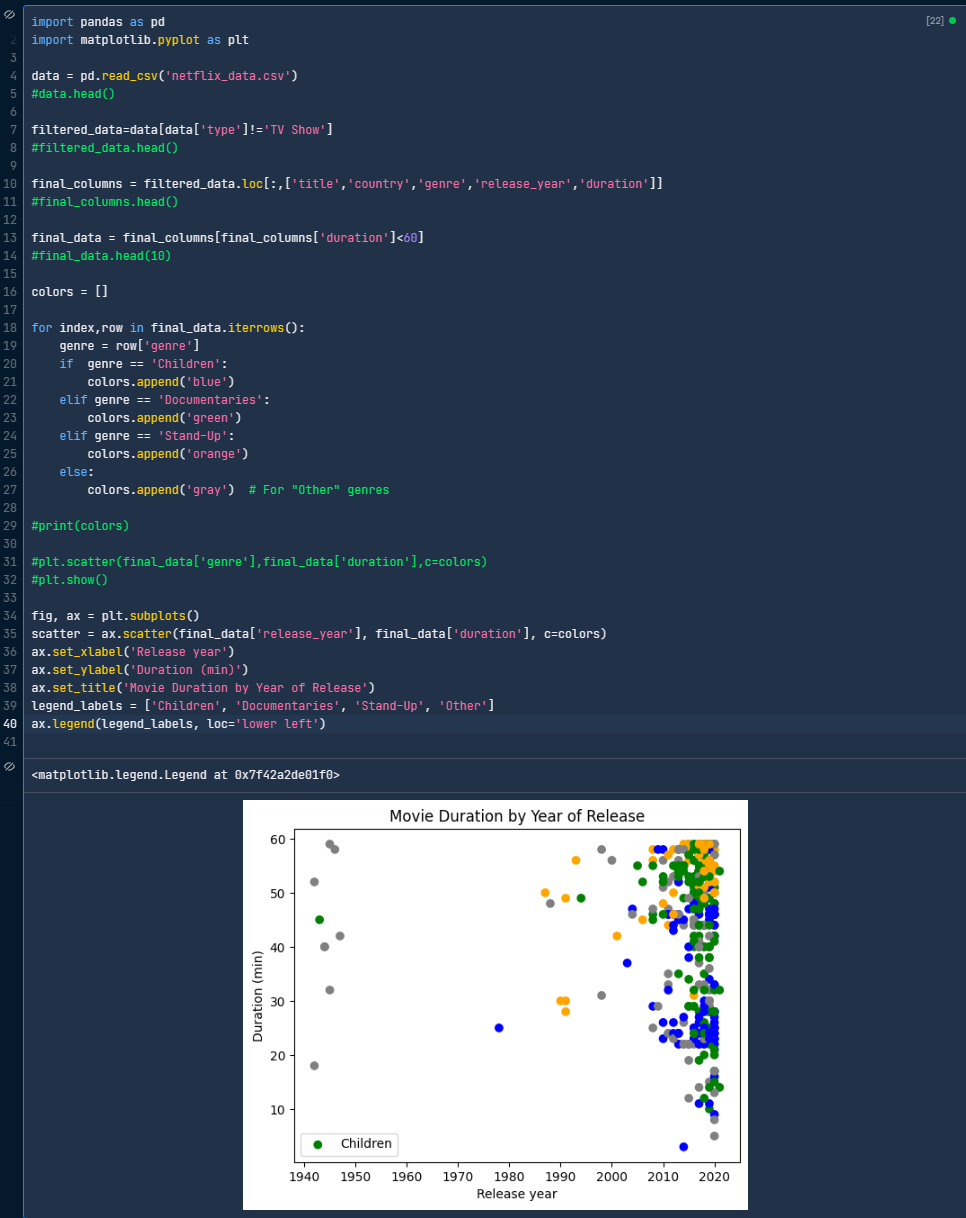 [22]
import pandas as pd
2 import matplotlib.pyplot as plt
3
4 data = pd.read_csv('netflix_data.csv')
5 #data.head()
6
7 filtered_data=data[data['type']!='TV Show']
8 #filtered_data.head()
9
10 final_columns = filtered_data.loc[:,['title','country','genre','release_year','duration']]
11 #final_columns.head()
12
13 final_data = final_columns[final_columns['duration']<60]
14 #final_data.head(10)
15
16 colors = []
17
18 for index,row in final_data.iterrows():
19     genre = row['genre']
20     if  genre == 'Children':
21         colors.append('blue')
22     elif genre == 'Documentaries':
23         colors.append('green')
24     elif genre == 'Stand-Up':
25         colors.append('orange')
26     else:
27         colors.append('gray')  # For "Other" genres
28
29 #print(colors)
30
31 #plt.scatter(final_data['genre'],final_data['duration'],c=colors)
32 #plt.show()
33
34 fig, ax = plt.subplots()
35 scatter = ax.scatter(final_data['release_year'], final_data['duration'], c=colors)
36 ax.set_xlabel('Release year')
37 ax.set_ylabel('Duration (min)')
38 ax.set_title('Movie Duration by Year of Release')
39 legend_labels = ['Children', 'Documentaries', 'Stand-Up', 'Other']
40 ax.legend(legend_labels, loc='lower left')
41
<matplotlib.legend.Legend at 0x7f42a2de01f0>
Movie Duration by Year of Release
60
50
40
30
20
10
Duration (min)
Children
1940 1950 1960 1970 1980 1990 2000 2010 2020
Release year